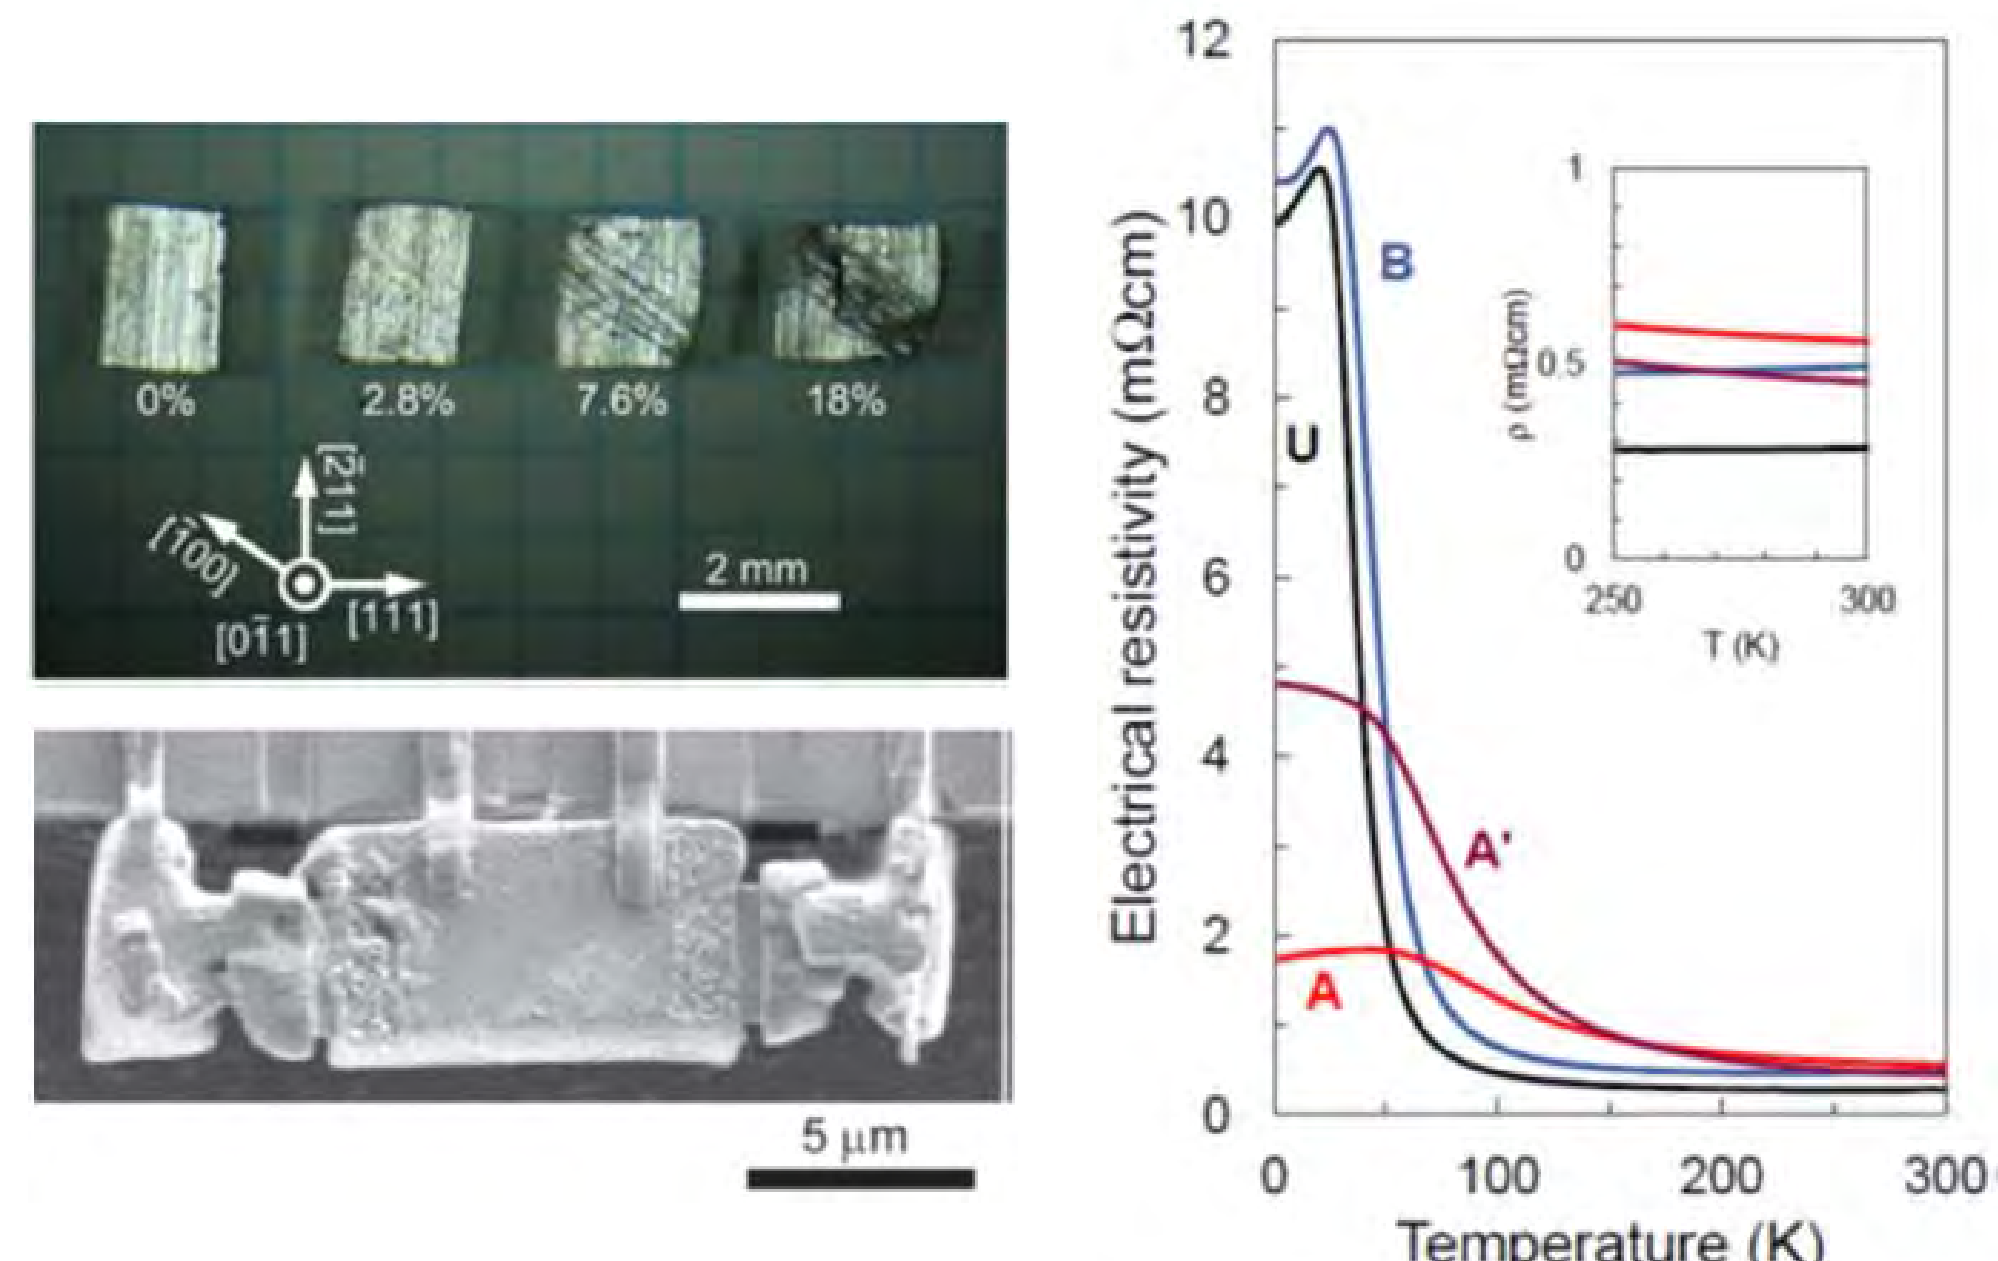 0% 2.8% 7.6% 18%
[2̄11]
[1̄00]
2 mm
[01̄1]
[111]
5 μm
12
10
8
6
4
2
0
Electrical resistivity (mΩcm)
B
U
A'
A
1
0.5
0
ρ (mΩcm)
250 300
T (K)
0 100 200 300
Temperature (K)